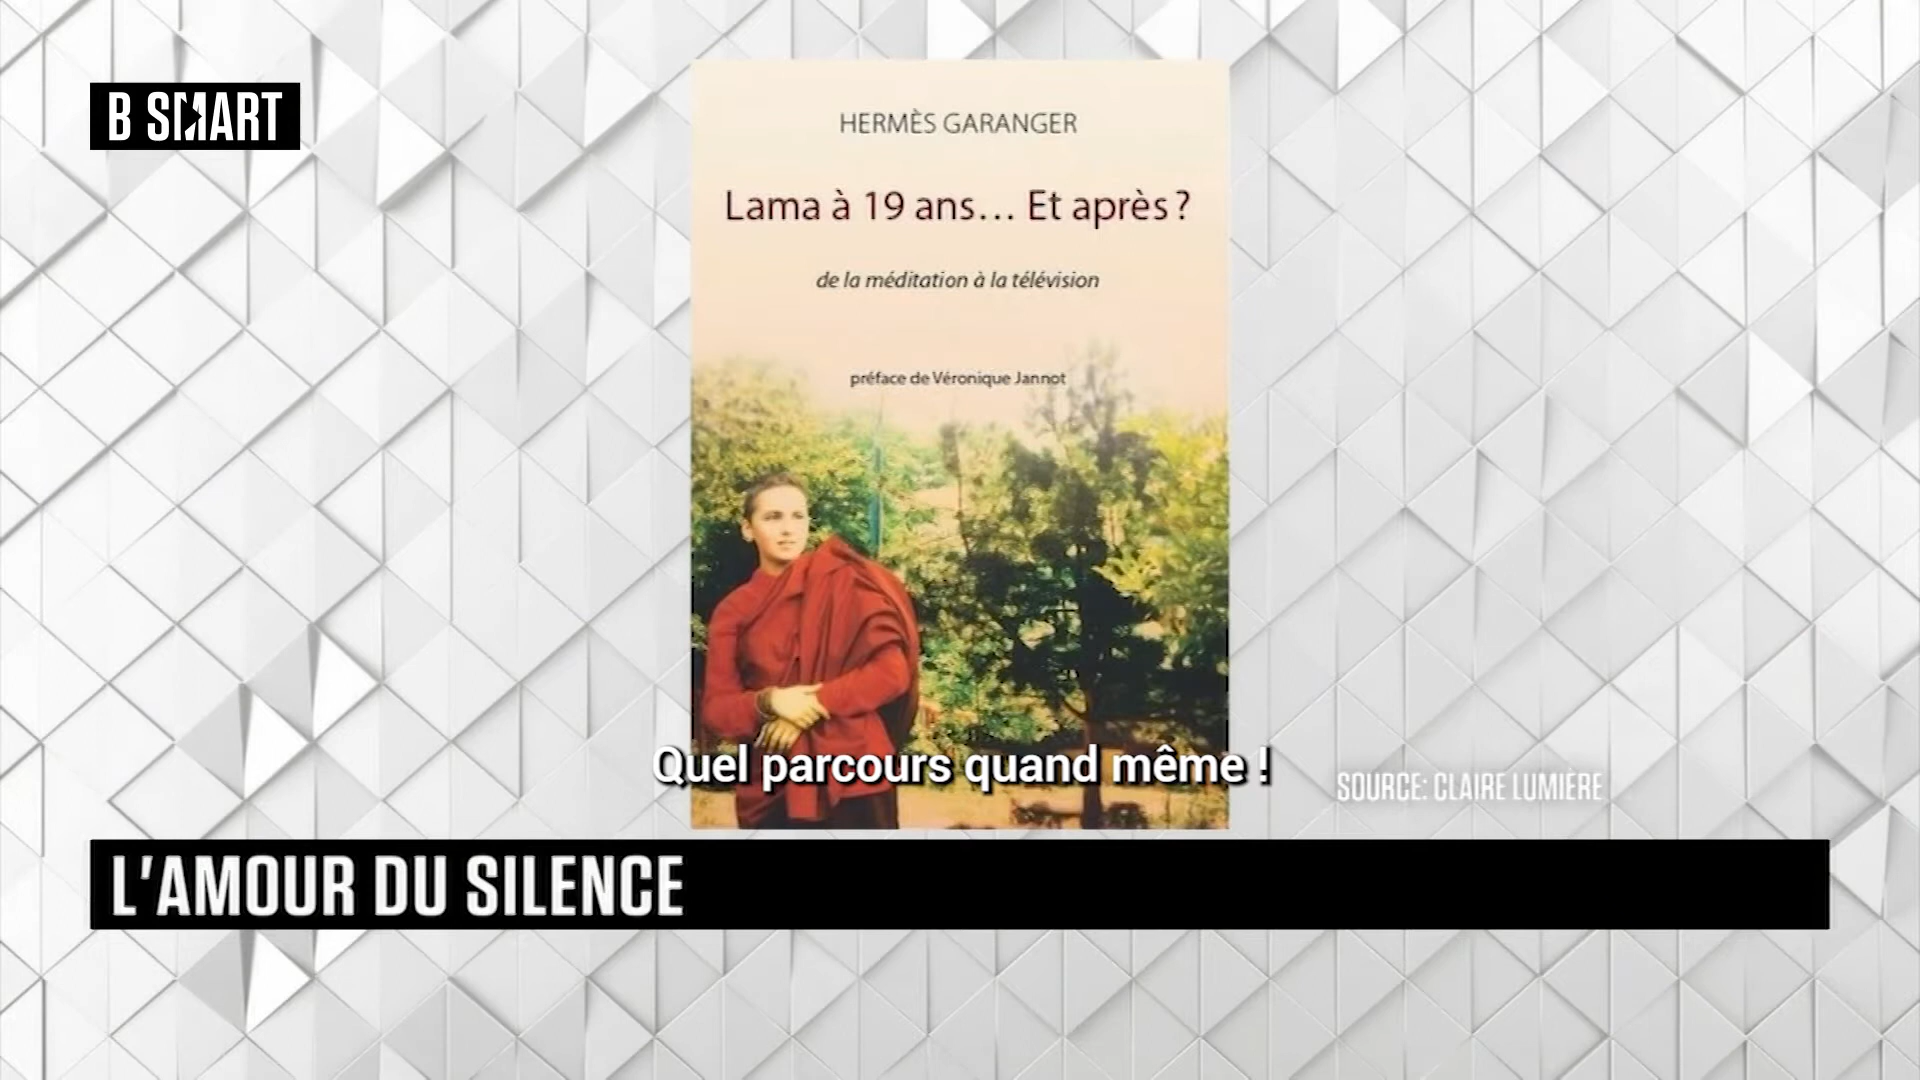 B SMART
HERMÈS GARANGER
Lama à 19 ans... Et après ?
de la méditation à la télévision
préface de Véronique Jannot
Quel parcours quand même !
SOURCE: CLAIRE LUMIÈRE
L'AMOUR DU SILENCE